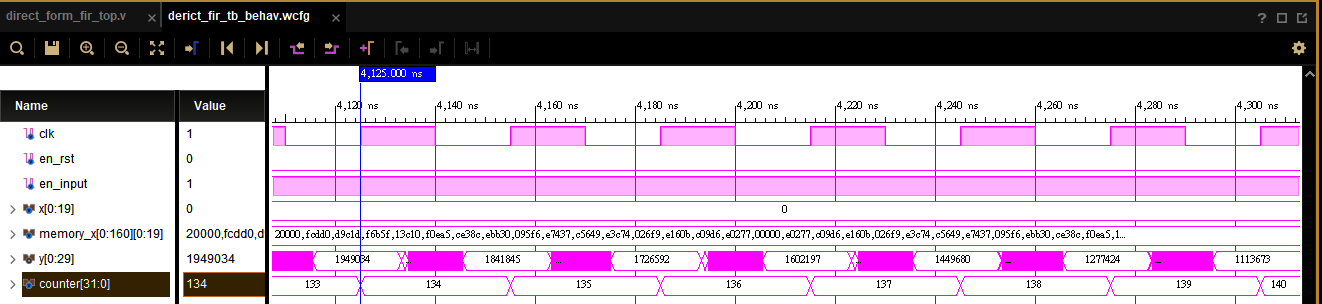 direct_form_fir_top.v × derict_fir_tb_behav.wcfg × ?
4,125.000 ns
Name Value
4,120 ns 4,140 ns 4,160 ns 4,180 ns 4,200 ns 4,220 ns 4,240 ns 4,260 ns 4,280 ns 4,300 ns
clk 1
en_rst 0
en_input 1
x[0:19] 0 0
memory_x[0:160][0:19] 20000,fcdd0,d 20000,fcdd0,d9c1d,f6b5f,13c10,f0ea5,ce38c,ebb30,095f6,e7437,c5649,e3c74,026f9,e160b,c0916,e0277,00000,e0277,c0916,e160b,026f9,e3c74,c5649,e7437,095f6,ebb30,ce38c,f0ea5,1...
y[0:29] 1949034 1949034 ... 1841845 ... 1726592 1602197 ... 1449680 ... 1277424 ... 1113673
counter[31:0] 134 133 134 135 136 137 138 139 140